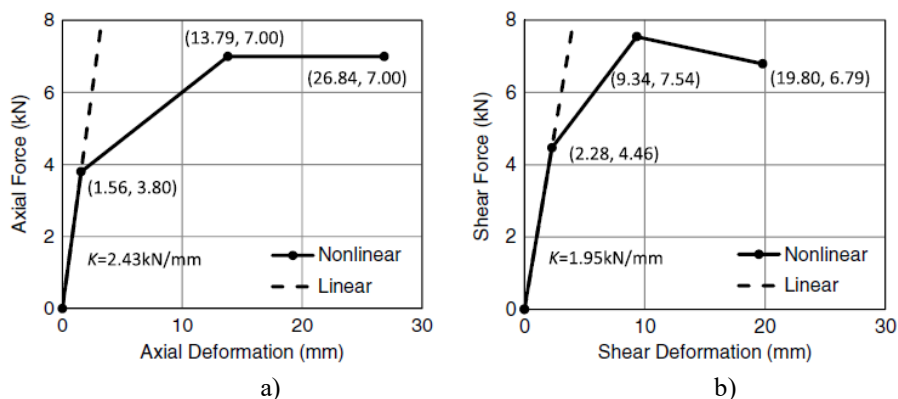 8
6
4
2
0
0
10
20
30
Axial Force (kN)
Axial Deformation (mm)
(13.79, 7.00)
(26.84, 7.00)
(1.56, 3.80)
K=2.43kN/mm
Nonlinear
Linear
a)
8
6
4
2
0
0
10
20
30
Shear Force (kN)
Shear Deformation (mm)
(9.34, 7.54)
(19.80, 6.79)
(2.28, 4.46)
K=1.95kN/mm
Nonlinear
Linear
b)